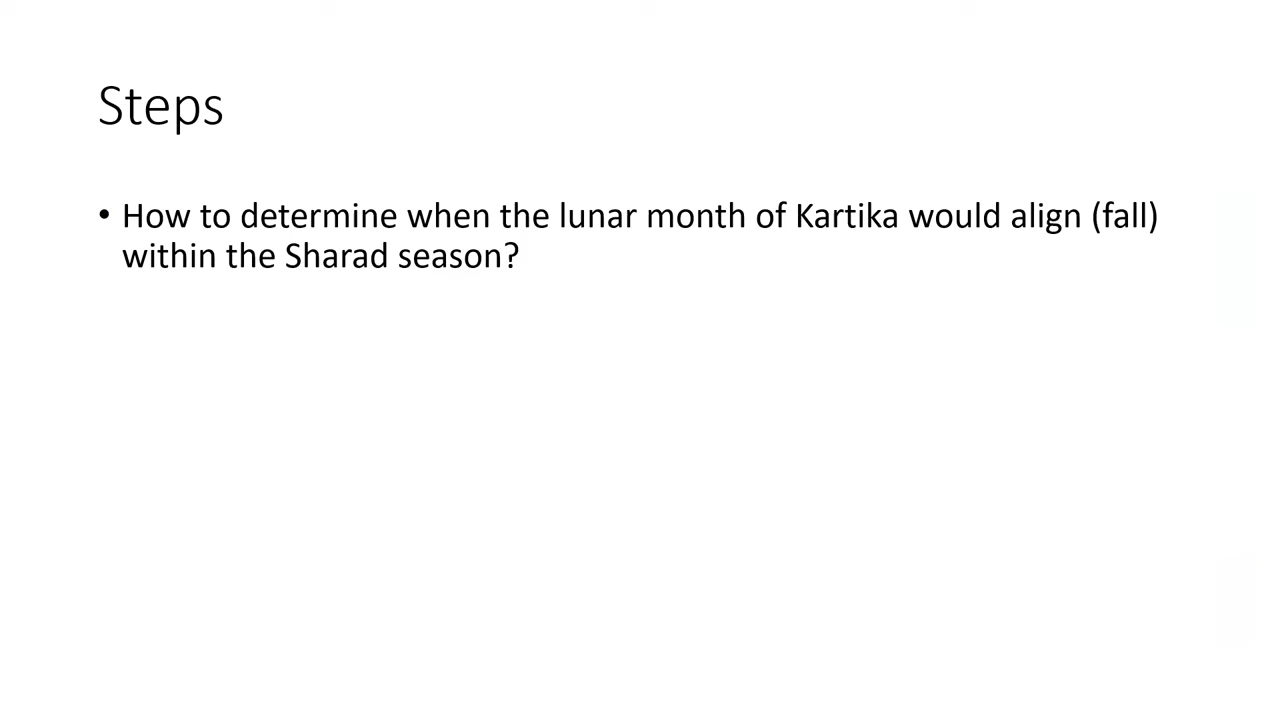 Steps
• How to determine when the lunar month of Kartika would align (fall)
within the Sharad season?